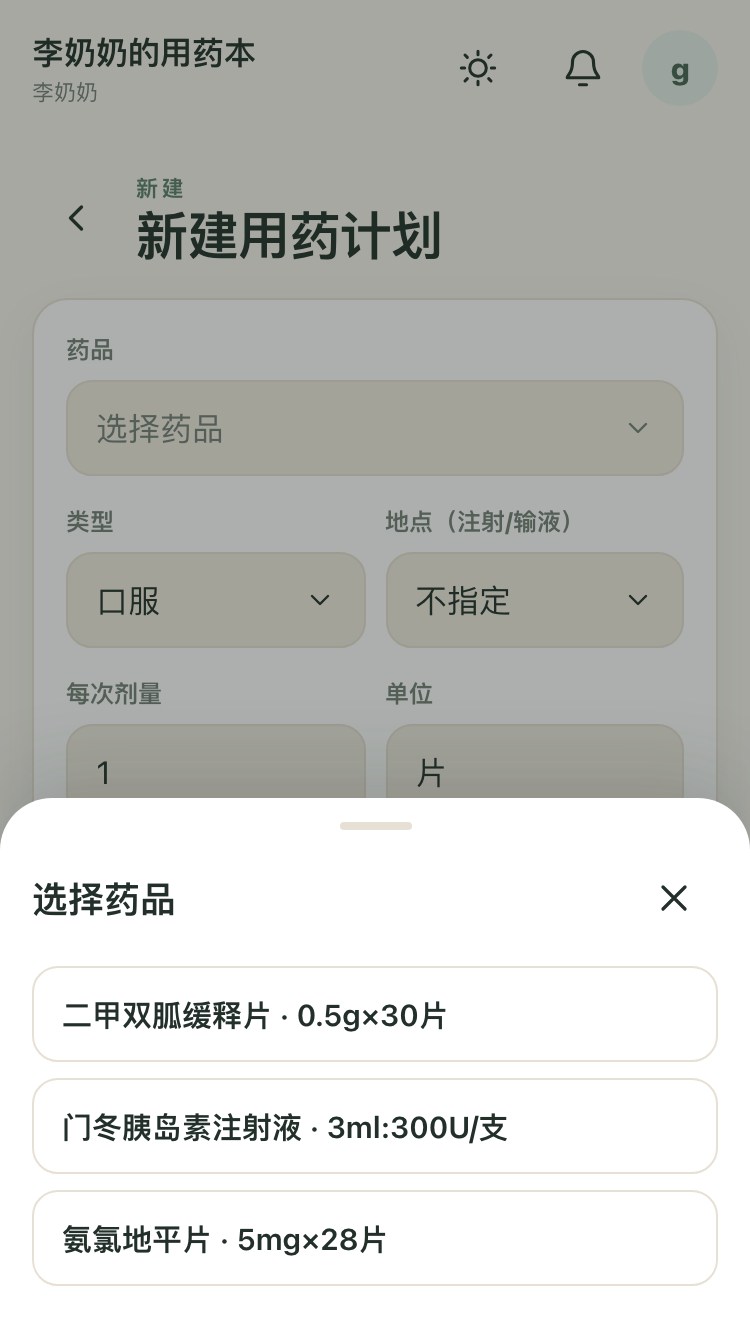 李奶奶的用药本
李奶奶
g
新建
新建用药计划
药品
选择药品
类型
地点（注射/输液）
口服
不指定
每次剂量
单位
1
片
选择药品
二甲双胍缓释片 · 0.5g×30片
门冬胰岛素注射液 · 3ml:300U/支
氨氯地平片 · 5mg×28片